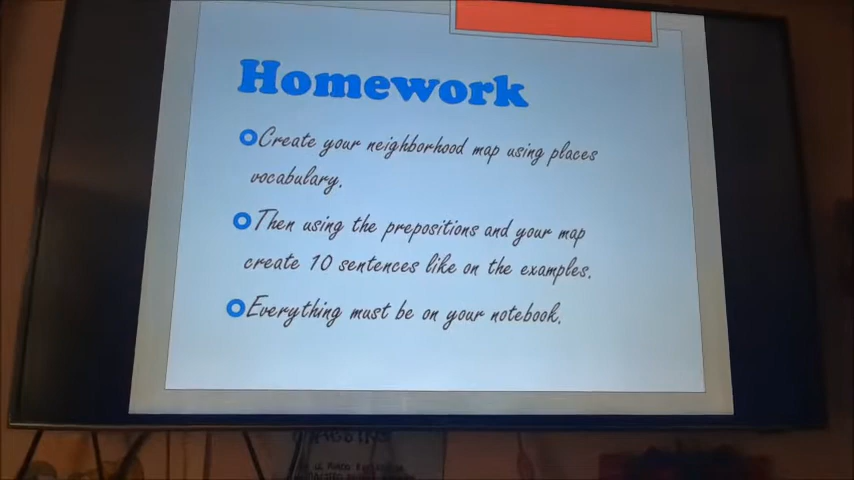 Homework
Create your neighborhood map using places
vocabulary.
Then using the prepositions and your map
create 10 sentences like on the examples.
Everything must be on your notebook.